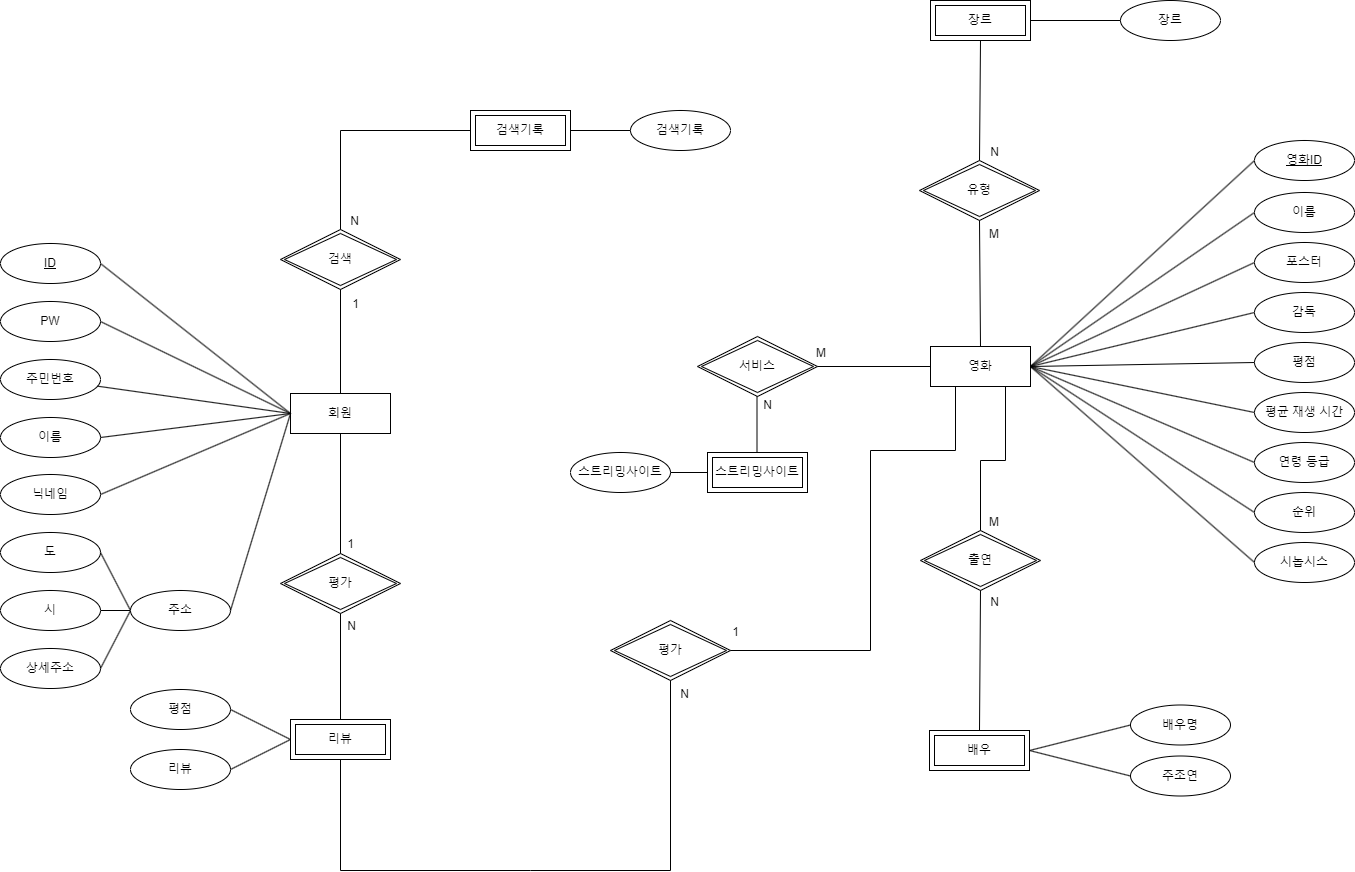 장르
장르
검색기록
검색기록
N
영화ID
유형
이름
N
M
검색
ID
포스터
1
감독
PW
M
서비스
영화
평점
주민번호
N
회원
평균 재생 시간
이름
스트리밍사이트
스트리밍사이트
연령 등급
닉네임
순위
M
1
도
출연
시놉시스
평가
N
시
주소
N
1
평가
상세주소
N
평점
배우명
리뷰
배우
리뷰
주조연